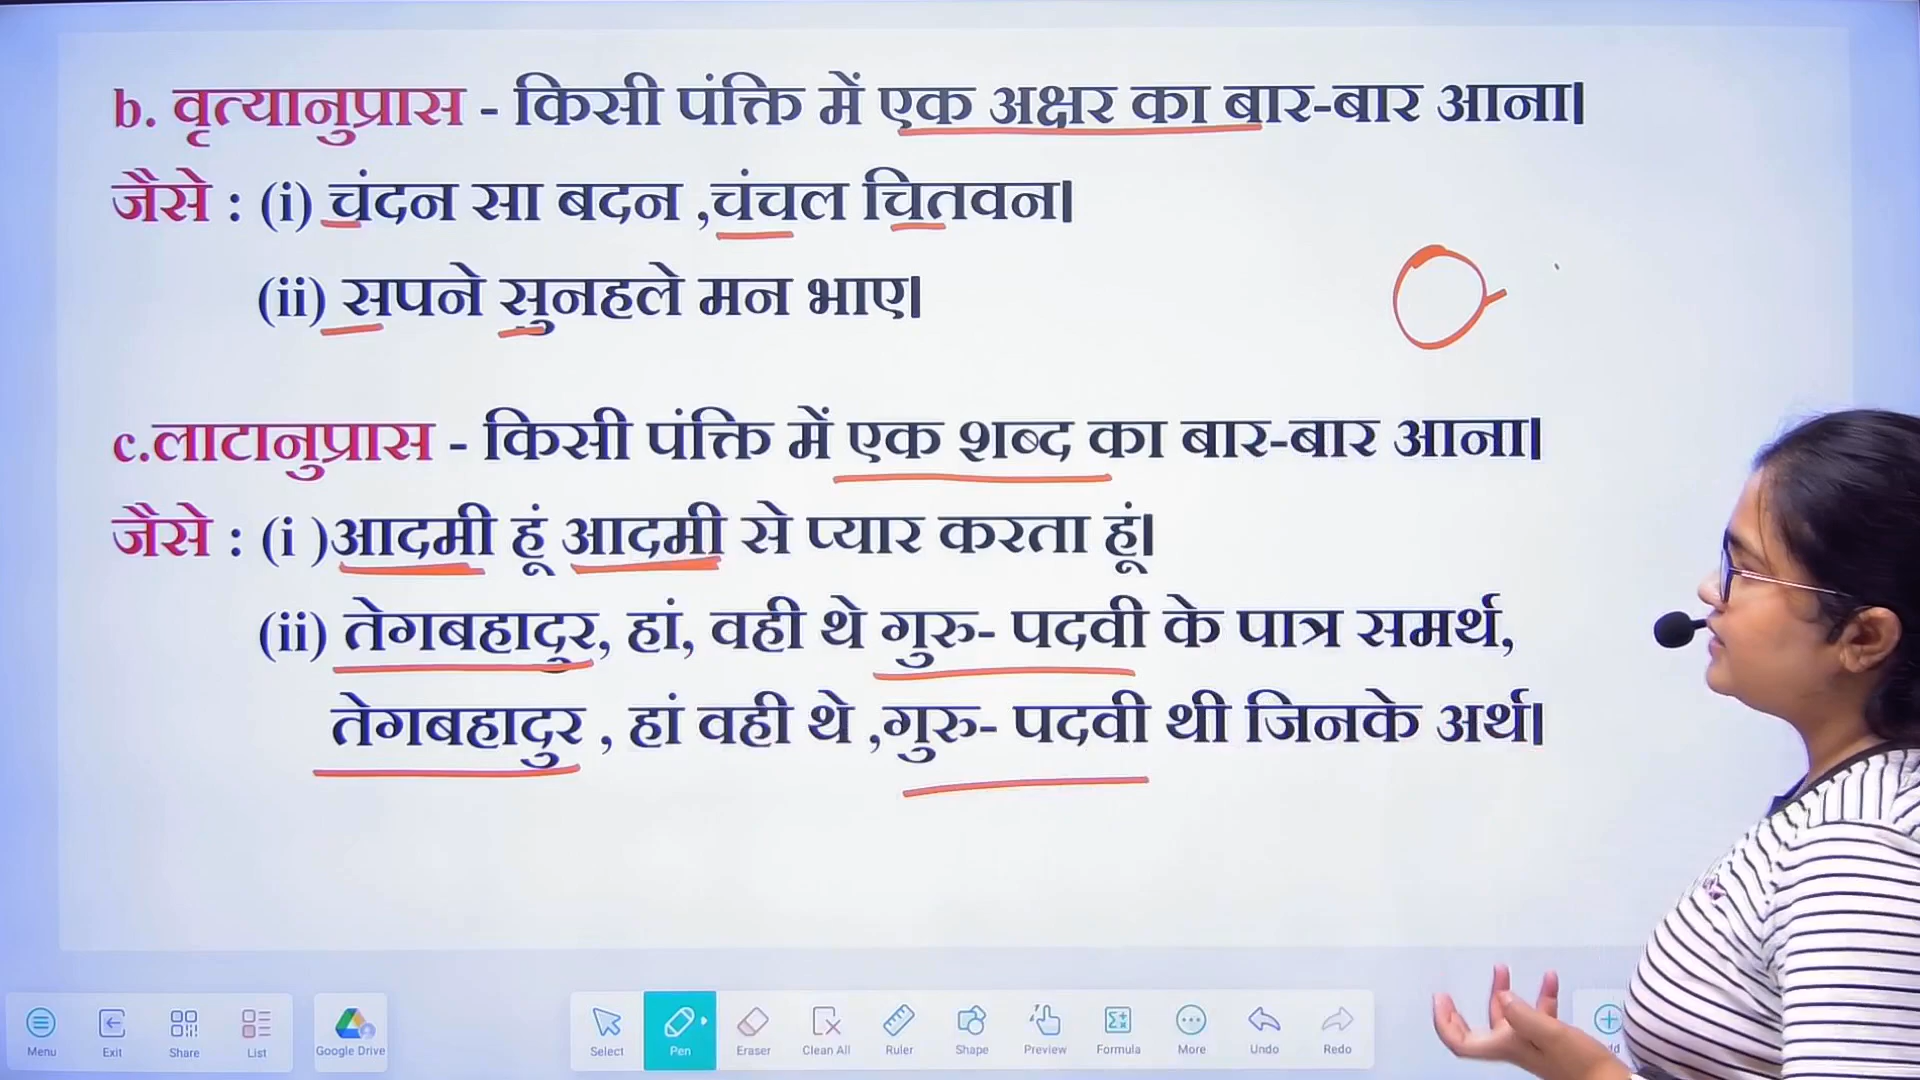 b. वृत्यानुप्रास - किसी पंक्ति में एक अक्षर का बार-बार आना।
जैसे : (i) चंदन सा बदन ,चंचल चितवन।
(ii) सपने सुनहले मन भाए।
c.लाटानुप्रास - किसी पंक्ति में एक शब्द का बार-बार आना।
जैसे : (i )आदमी हूं आदमी से प्यार करता हूं।
(ii) तेगबहादुर, हां, वही थे गुरु- पदवी के पात्र समर्थ,
तेगबहादुर , हां वही थे ,गुरु- पदवी थी जिनके अर्थ।
Menu Exit Share List Google Drive Select Pen Eraser Clean All Ruler Shape Preview Formula More Undo Redo